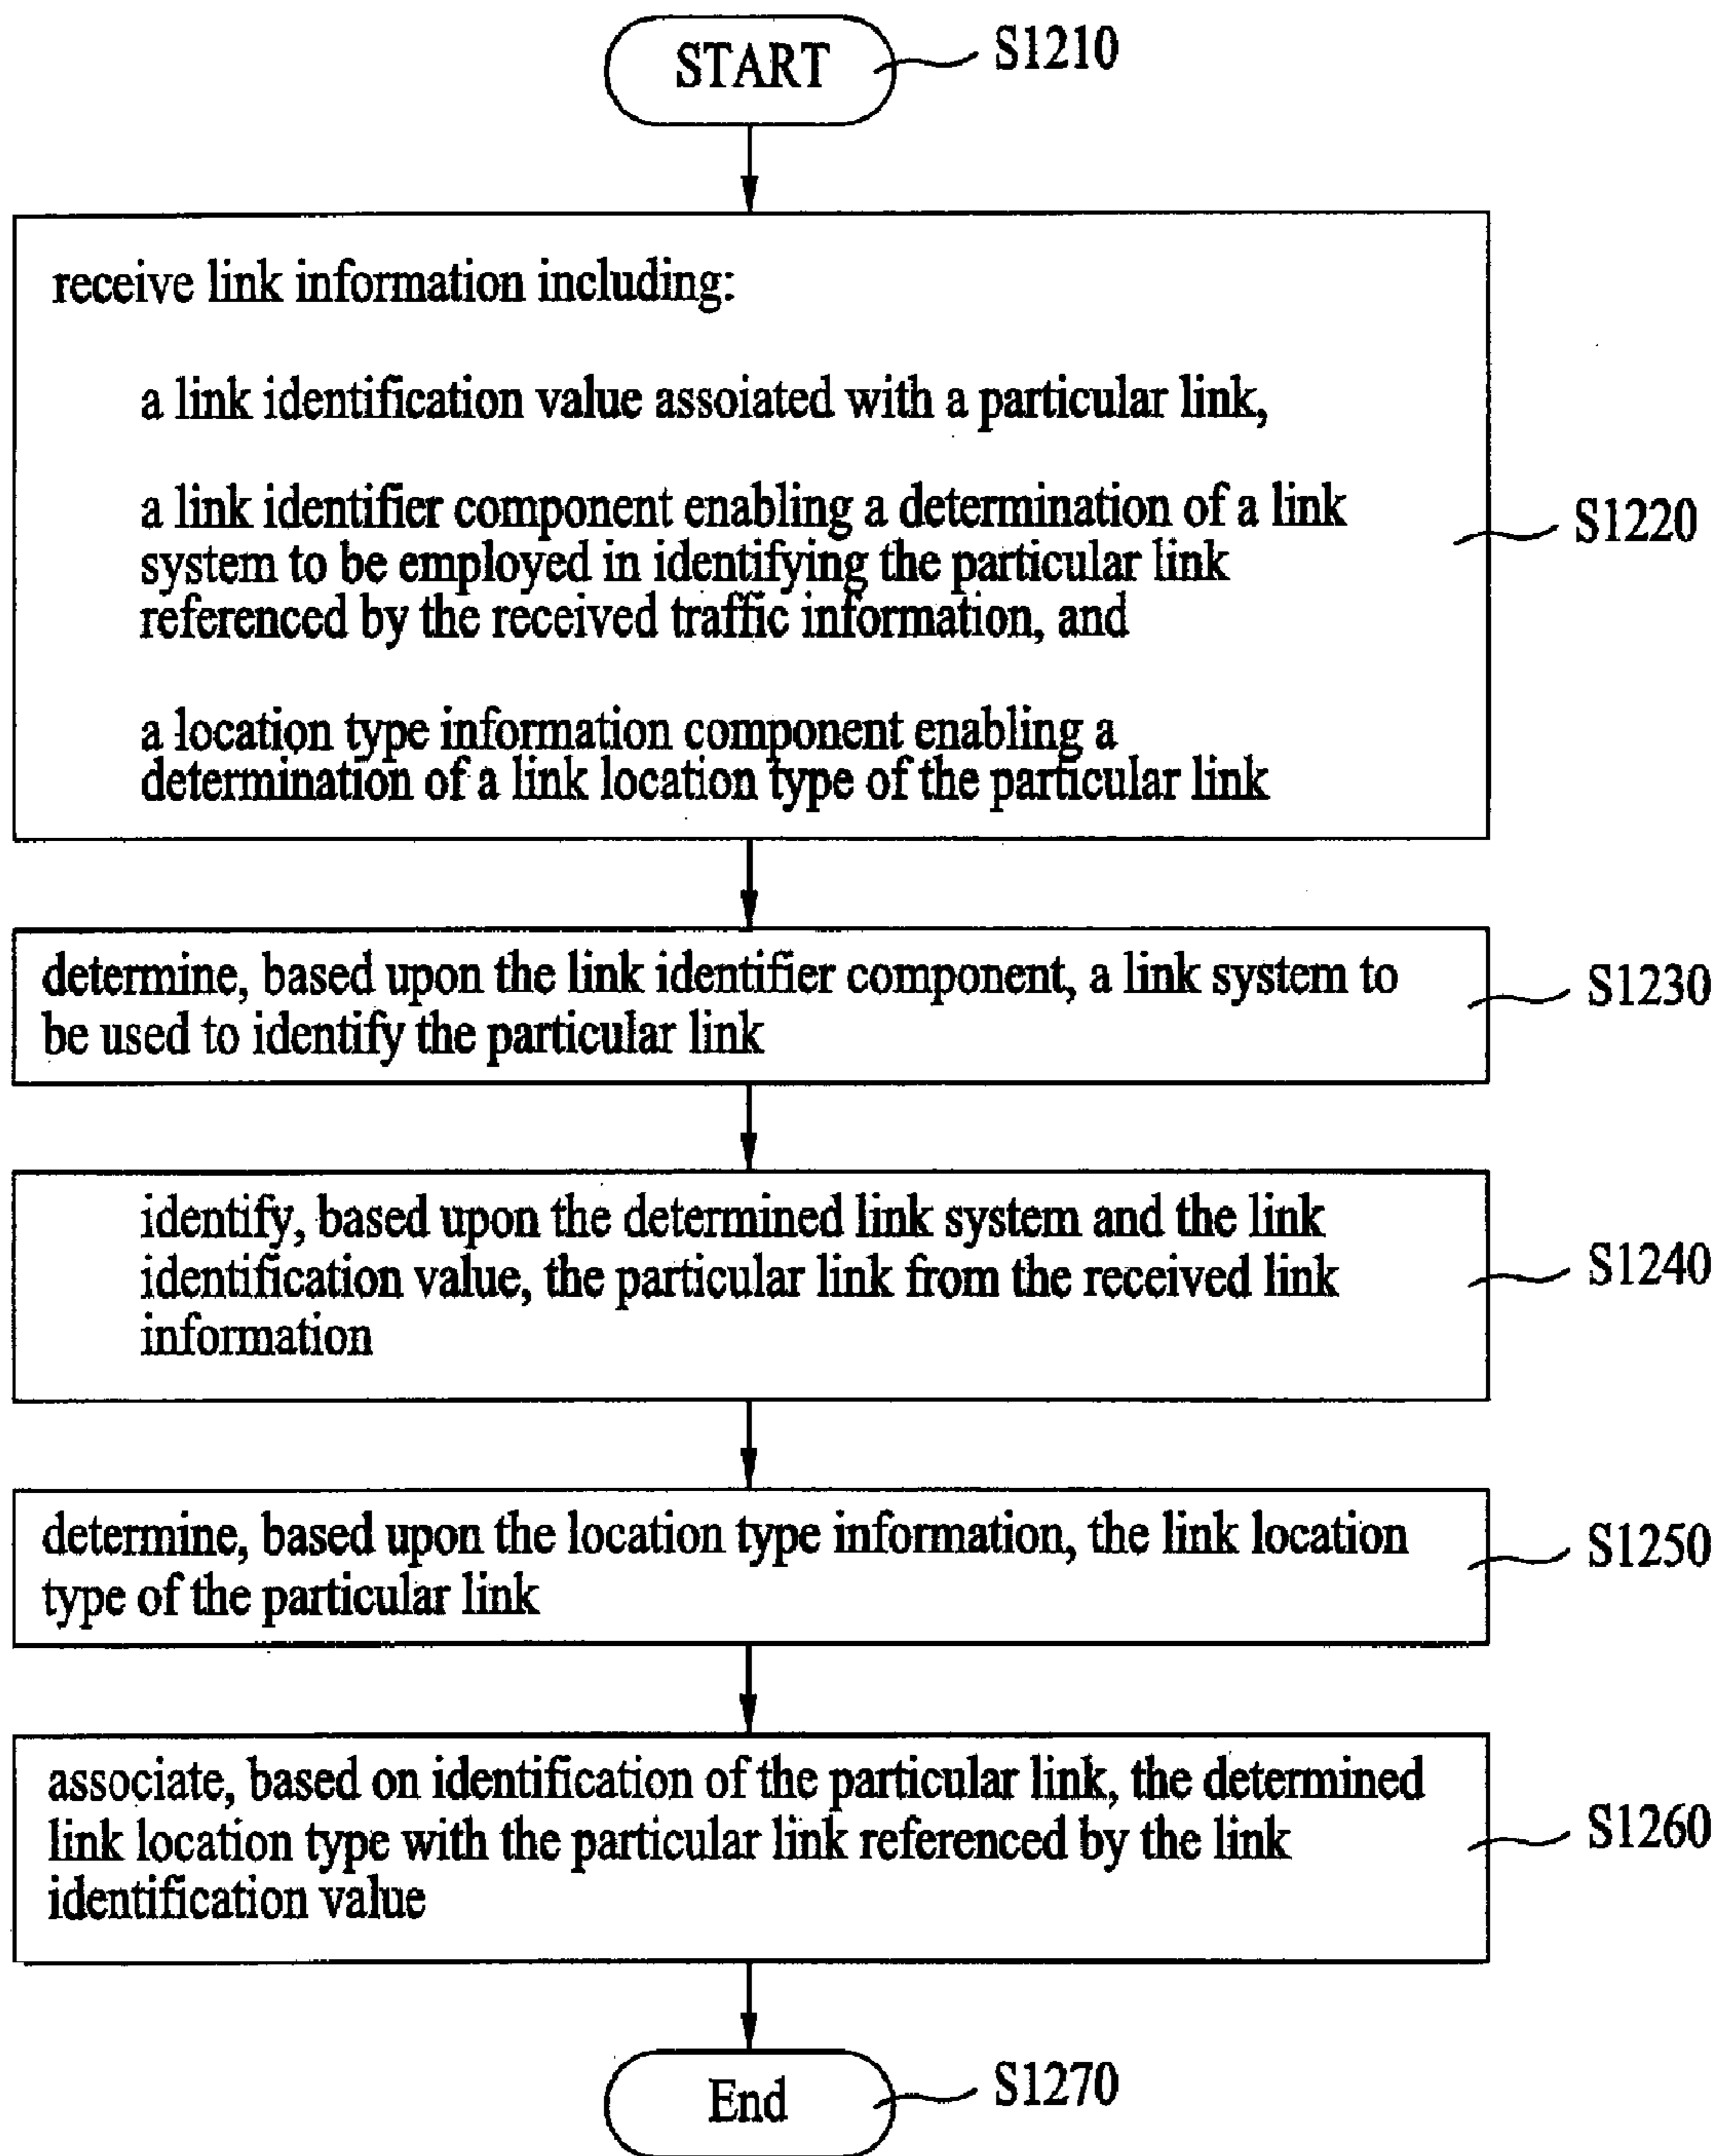 START
S1210
receive link information including:
a link identification value assoiated with a particular link,
a link identifier component enabling a determination of a link
system to be employed in identifying the particular link
referenced by the received traffic information, and
a location type information component enabling a
determination of a link location type of the particular link
S1220
determine, based upon the link identifier component, a link system to
be used to identify the particular link
S1230
identify, based upon the determined link system and the link
identification value, the particular link from the received link
information
S1240
determine, based upon the location type information, the link location
type of the particular link
S1250
associate, based on identification of the particular link, the determined
link location type with the particular link referenced by the link
identification value
S1260
End
S1270